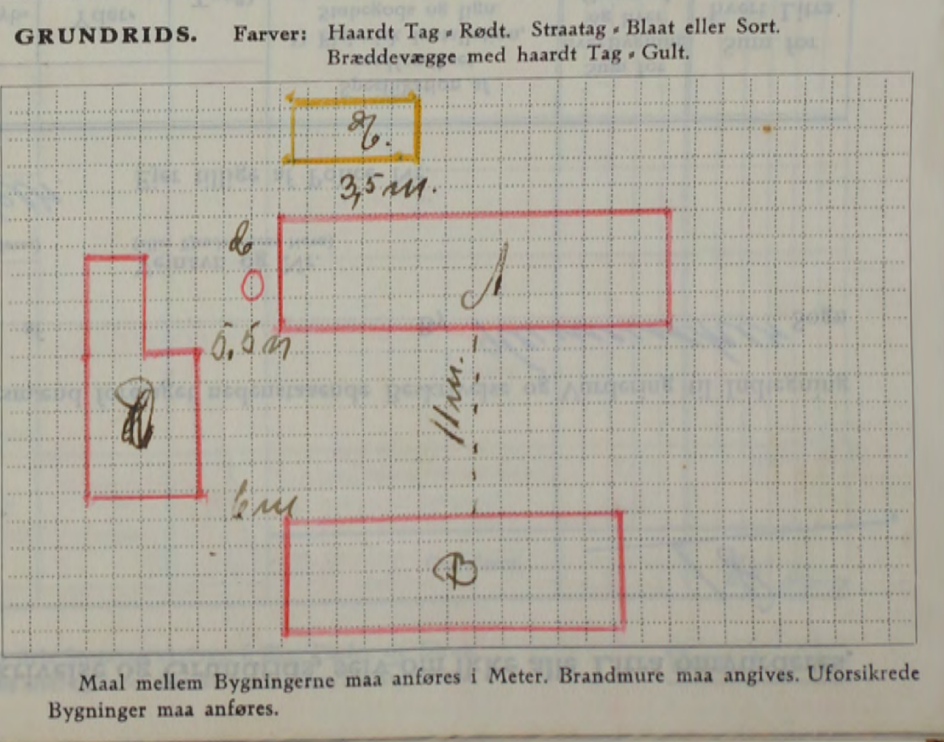 GRUNDRIDS. Farver: Haardt Tag = Rødt. Straatag = Blaat eller Sort.
Bræddevægge med haardt Tag = Gult.
3,5 m.
A
5,5 m
11 m.
6 m
B
Maal mellem Bygningerne maa anføres i Meter. Brandmure maa angives. Uforsikrede
Bygninger maa anføres.